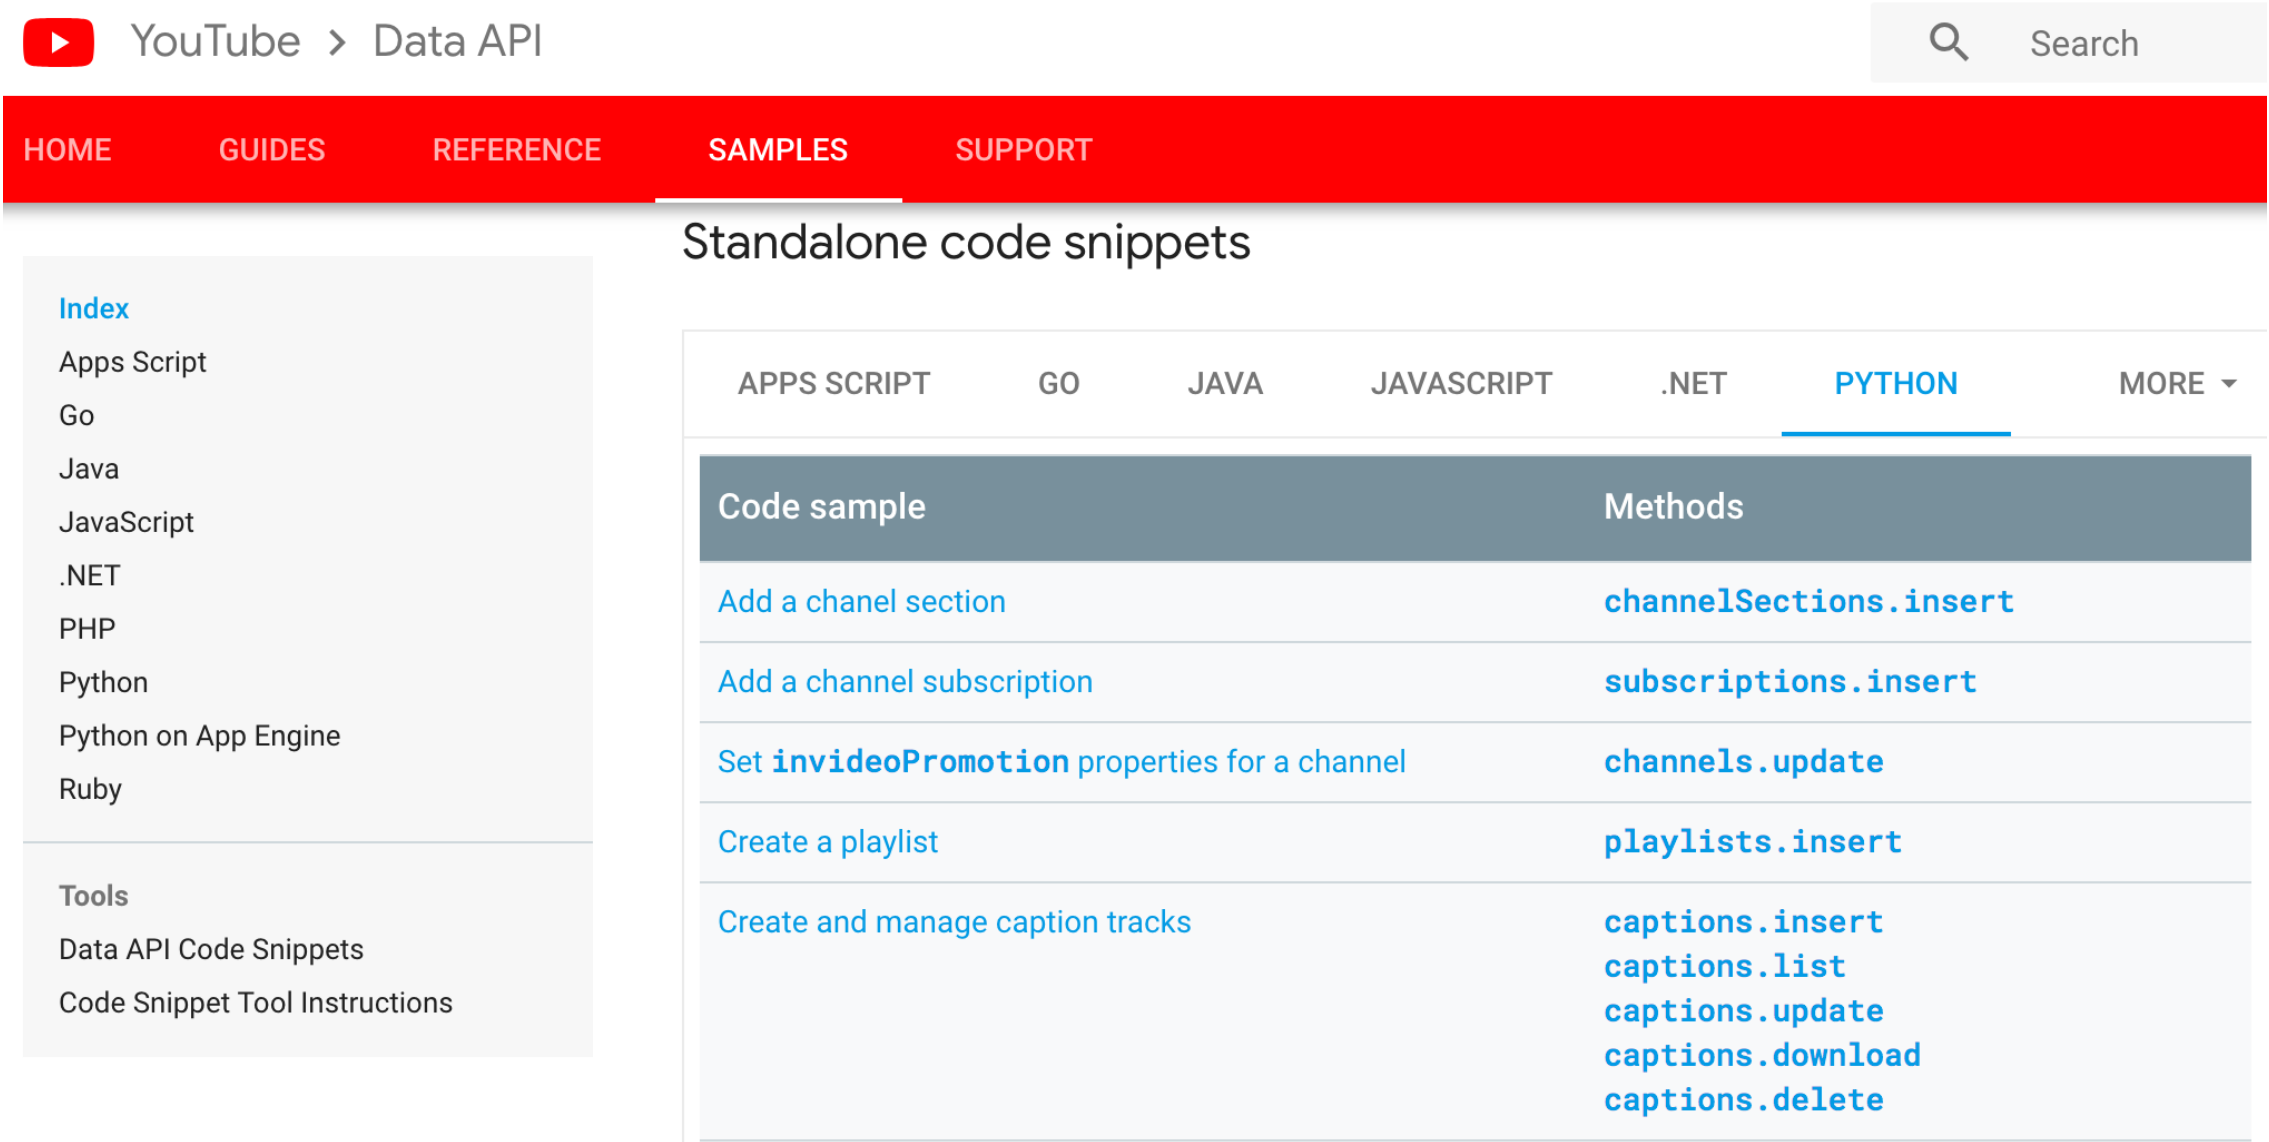 YouTube > Data API
Search
HOME GUIDES REFERENCE SAMPLES SUPPORT
Index
Apps Script
Go
Java
JavaScript
.NET
PHP
Python
Python on App Engine
Ruby
Tools
Data API Code Snippets
Code Snippet Tool Instructions
Standalone code snippets
APPS SCRIPT GO JAVA JAVASCRIPT .NET PYTHON MORE
Code sample Methods
Add a chanel section channelSections.insert
Add a channel subscription subscriptions.insert
Set invideoPromotion properties for a channel channels.update
Create a playlist playlists.insert
Create and manage caption tracks captions.insert
captions.list
captions.update
captions.download
captions.delete